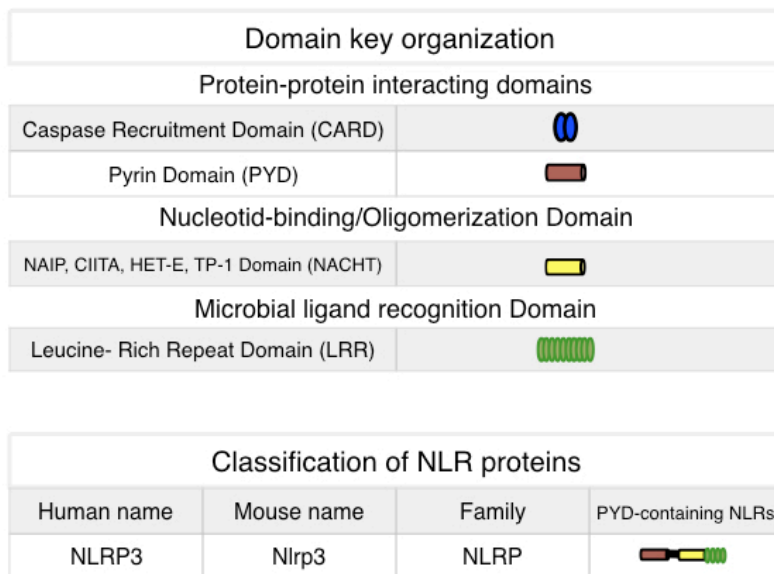 Domain key organization
Protein-protein interacting domains
Caspase Recruitment Domain (CARD)
Pyrin Domain (PYD)
Nucleotid-binding/Oligomerization Domain
NAIP, CIITA, HET-E, TP-1 Domain (NACHT)
Microbial ligand recognition Domain
Leucine- Rich Repeat Domain (LRR)
Classification of NLR proteins
Human name Mouse name Family PYD-containing NLRs
NLRP3 Nlrp3 NLRP